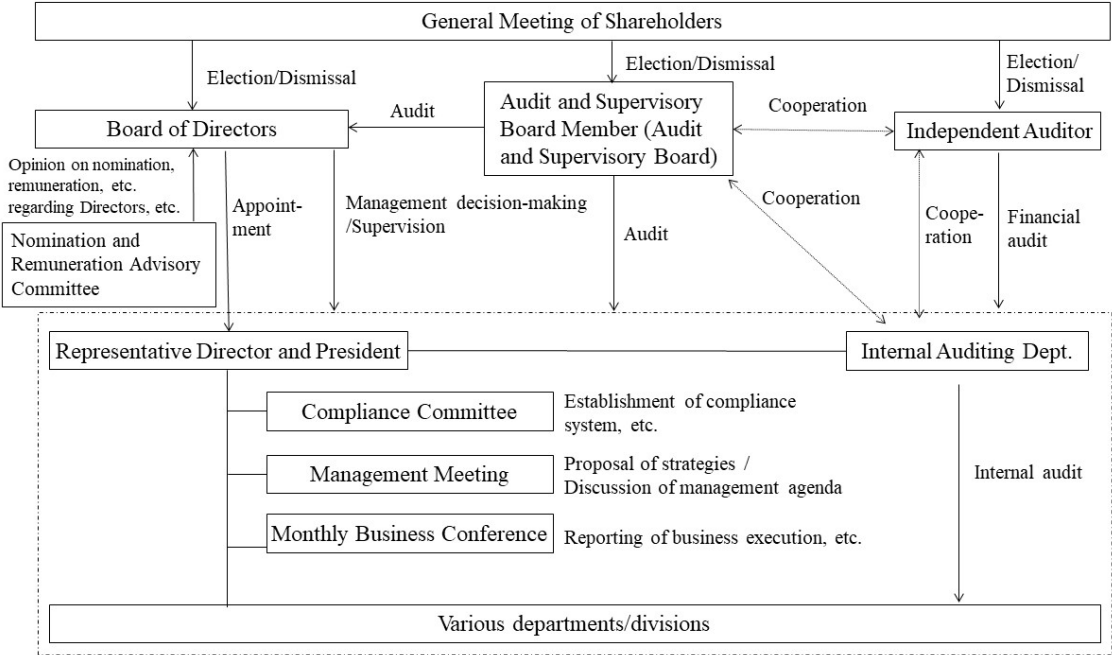 General Meeting of Shareholders
Election/Dismissal
Election/Dismissal
Election/
Dismissal
Board of Directors
Audit
Audit and Supervisory
Board Member (Audit
and Supervisory Board)
Cooperation
Independent Auditor
Opinion on nomination,
remuneration, etc.
regarding Directors, etc.
Appoint-
ment
Management decision-making
/Supervision
Audit
Cooperation
Coope-
ration
Financial
audit
Nomination and
Remuneration Advisory
Committee
Representative Director and President
Internal Auditing Dept.
Compliance Committee
Establishment of compliance
system, etc.
Management Meeting
Proposal of strategies /
Discussion of management agenda
Internal audit
Monthly Business Conference
Reporting of business execution, etc.
Various departments/divisions